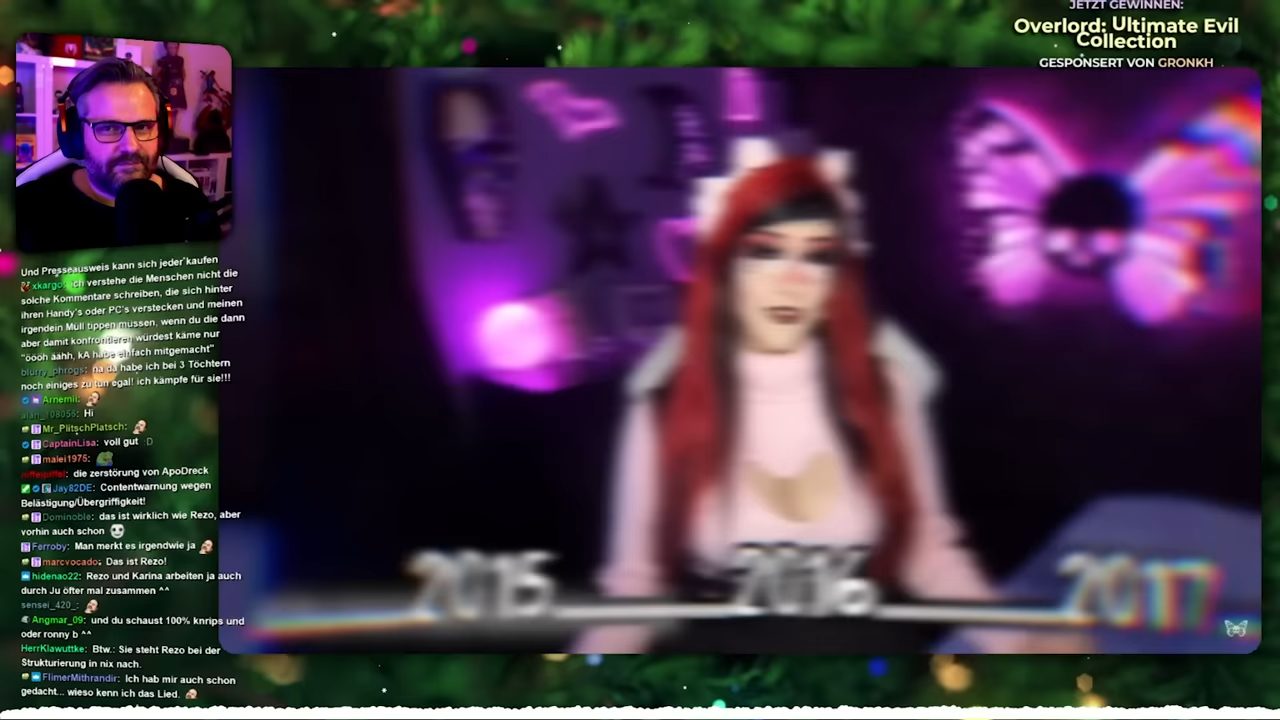 JETZT GEWINNEN:
Overlord: Ultimate Evil
Collection
GESPONSERT VON GRONKH
Und Presseausweis kann sich jeder kaufen
xkargo: ich verstehe die Menschen nicht die
solche Kommentare schreiben, die sich hinter
ihren Handy's oder PC's verstecken und meinen
irgendein Müll tippen müssen, wenn du die dann
aber damit konfrontieren würdest käme nur
"öööh äähh, kA habe einfach mitgemacht"
blurry_phrogs: na da habe ich bei 3 Töchtern
noch einiges zu tun egal! ich kämpfe für sie!!!
Arnemii:
alan_108056: Hi
Mr_PlitschPlatsch:
CaptainLisa: voll gut :D
malei1975:
die zerstörung von ApoDreck
Jay82DE: Contentwarnung wegen
Belästigung/Übergriffigkeit!
Dominoble: das ist wirklich wie Rezo, aber
vorhin auch schon
Ferroby: Man merkt es irgendwie ja
marcvocado: Das ist Rezo!
hidenao22: Rezo und Karina arbeiten ja auch
durch Ju öfter mal zusammen ^^
sensei_420_:
Angmar_09: und du schaust 100% knrips und
oder ronny b ^^
HerrKlawuttke: Btw.: Sie steht Rezo bei der
Strukturierung in nix nach.
FlimerMithrandir: Ich hab mir auch schon
gedacht... wieso kenn ich das Lied.
2015 2016 2017